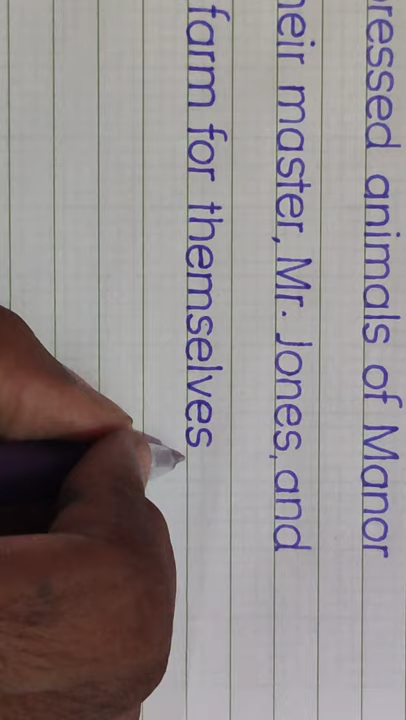 ressed animals of Manor
heir master, Mr. Jones, and
farm for themselves